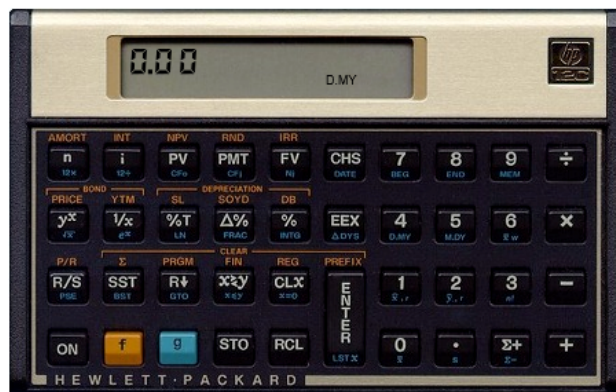 0.00
D.MY
hp
12C
AMORT INT NPV RND IRR
n i PV PMT FV CHS 7 8 9 ÷
12× 12÷ CFo CFj Nj DATE BEG END MEM
BOND DEPRECIATION
PRICE YTM SL SOYD DB
yˣ 1/x %T Δ% % EEX 4 5 6 ×
√x eˣ LN FRAC INTG ΔDYS D.MY M.DY x̄w
CLEAR
P/R Σ PRGM FIN REG PREFIX
R/S SST R↓ x≷y CLx ENTER 1 2 3 −
PSE BST GTO x≤y x=0 LST x x̂,r ŷ,r n!
ON f g STO RCL 0 . Σ+ +
x̄ s Σ−
HEWLETT·PACKARD